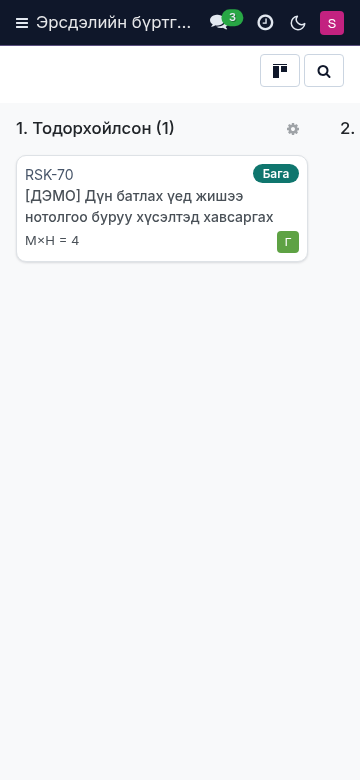 Эрсдэлийн бүртг...
3
S
1. Тодорхойлсон (1)
2.
RSK-70
Бага
[ДЭМО] Дүн батлах үед жишээ
нотолгоо буруу хүсэлтэд хавсаргах
М×Н = 4
Г